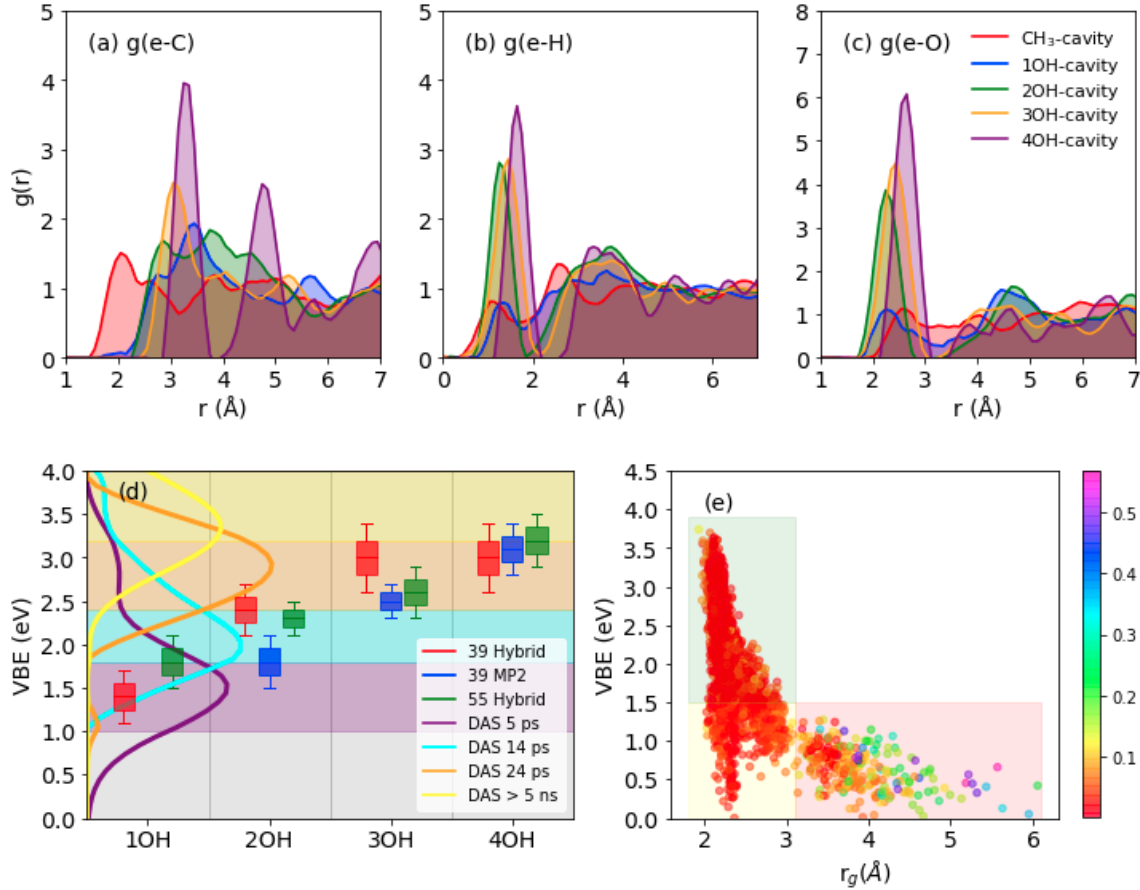 (a) g(e-C)
(b) g(e-H)
(c) g(e-O)
CH₃-cavity
1OH-cavity
2OH-cavity
3OH-cavity
4OH-cavity
g(r)
5
4
3
2
1
0
1 2 3 4 5 6 7
r (Å)
5
4
3
2
1
0
0 2 4 6
r (Å)
8
7
6
5
4
3
2
1
0
1 2 3 4 5 6 7
r (Å)
(d)
VBE (eV)
4.0
3.5
3.0
2.5
2.0
1.5
1.0
0.5
0.0
39 Hybrid
39 MP2
55 Hybrid
DAS 5 ps
DAS 14 ps
DAS 24 ps
DAS > 5 ns
1OH 2OH 3OH 4OH
(e)
VBE (eV)
4.5
4.0
3.5
3.0
2.5
2.0
1.5
1.0
0.5
0.0
2 3 4 5 6
r_g(Å)
0.5
0.4
0.3
0.2
0.1